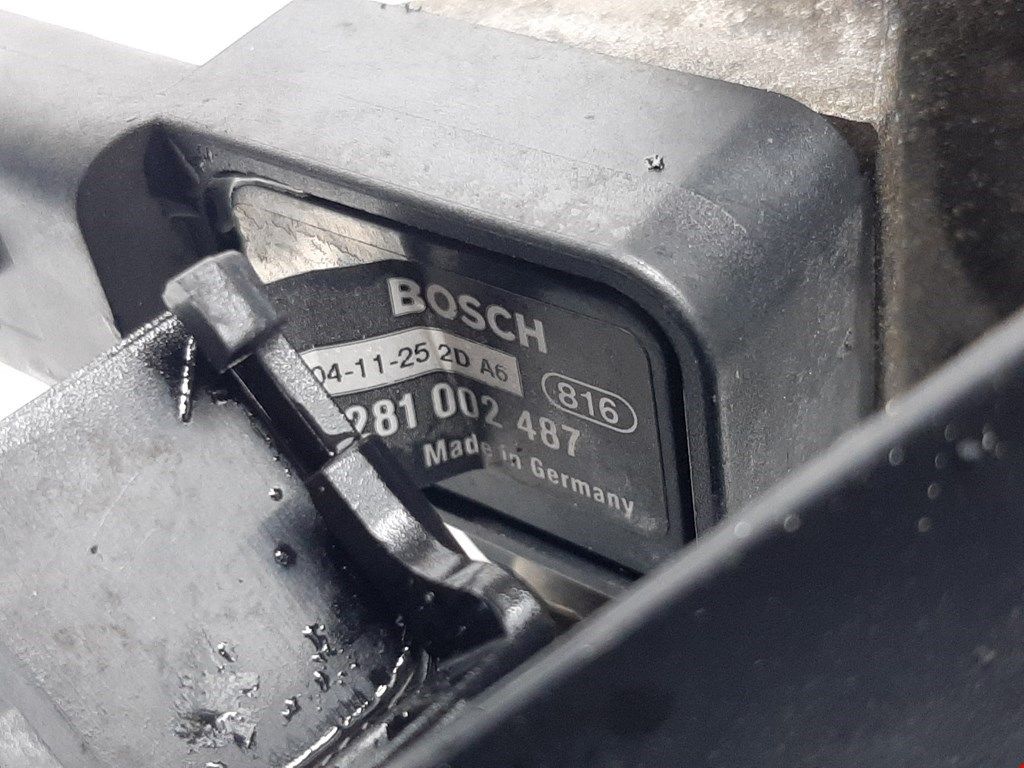 BOSCH
04-11-25 2D A6
816
281 002 487
Made in Germany